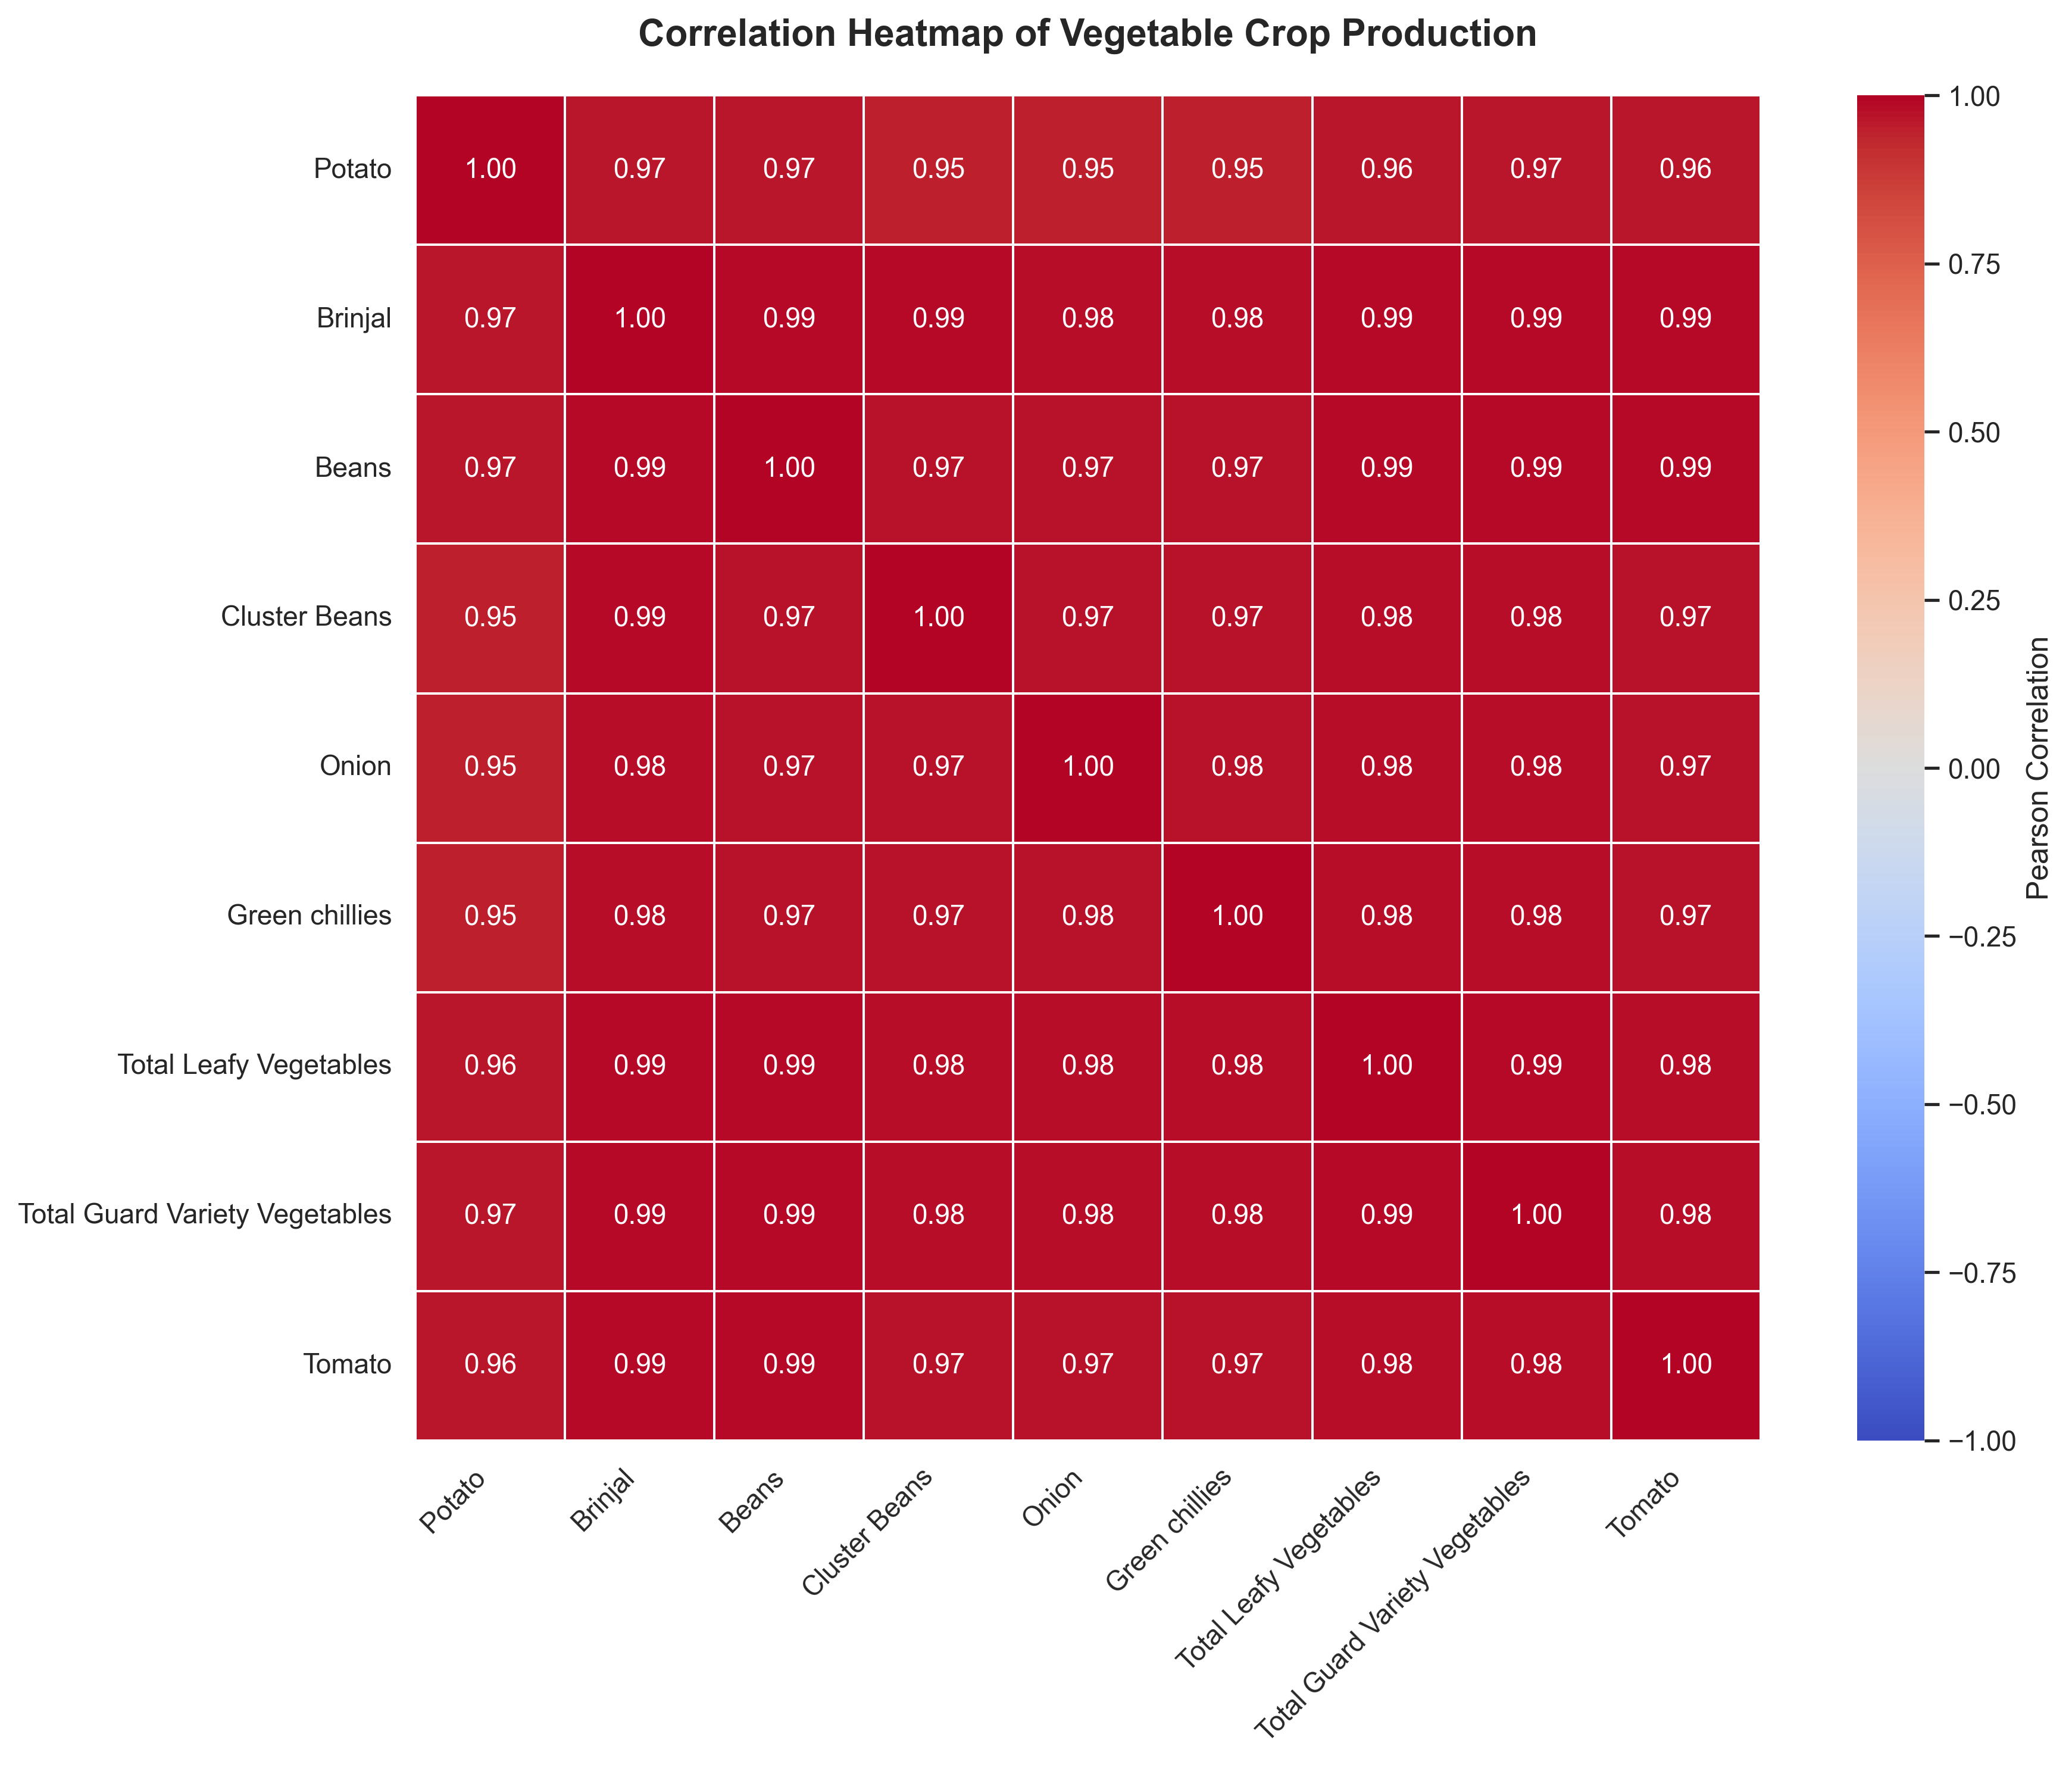 Correlation Heatmap of Vegetable Crop Production
Potato 1.00 0.97 0.97 0.95 0.95 0.95 0.96 0.97 0.96
Brinjal 0.97 1.00 0.99 0.99 0.98 0.98 0.99 0.99 0.99
Beans 0.97 0.99 1.00 0.97 0.97 0.97 0.99 0.99 0.99
Cluster Beans 0.95 0.99 0.97 1.00 0.97 0.97 0.98 0.98 0.97
Onion 0.95 0.98 0.97 0.97 1.00 0.98 0.98 0.98 0.97
Green chillies 0.95 0.98 0.97 0.97 0.98 1.00 0.98 0.98 0.97
Total Leafy Vegetables 0.96 0.99 0.99 0.98 0.98 0.98 1.00 0.99 0.98
Total Guard Variety Vegetables 0.97 0.99 0.99 0.98 0.98 0.98 0.99 1.00 0.98
Tomato 0.96 0.99 0.99 0.97 0.97 0.97 0.98 0.98 1.00
Potato
Brinjal
Beans
Cluster Beans
Onion
Green chillies
Total Leafy Vegetables
Total Guard Variety Vegetables
Tomato
1.00
0.75
0.50
0.25
0.00
−0.25
−0.50
−0.75
−1.00
Pearson Correlation